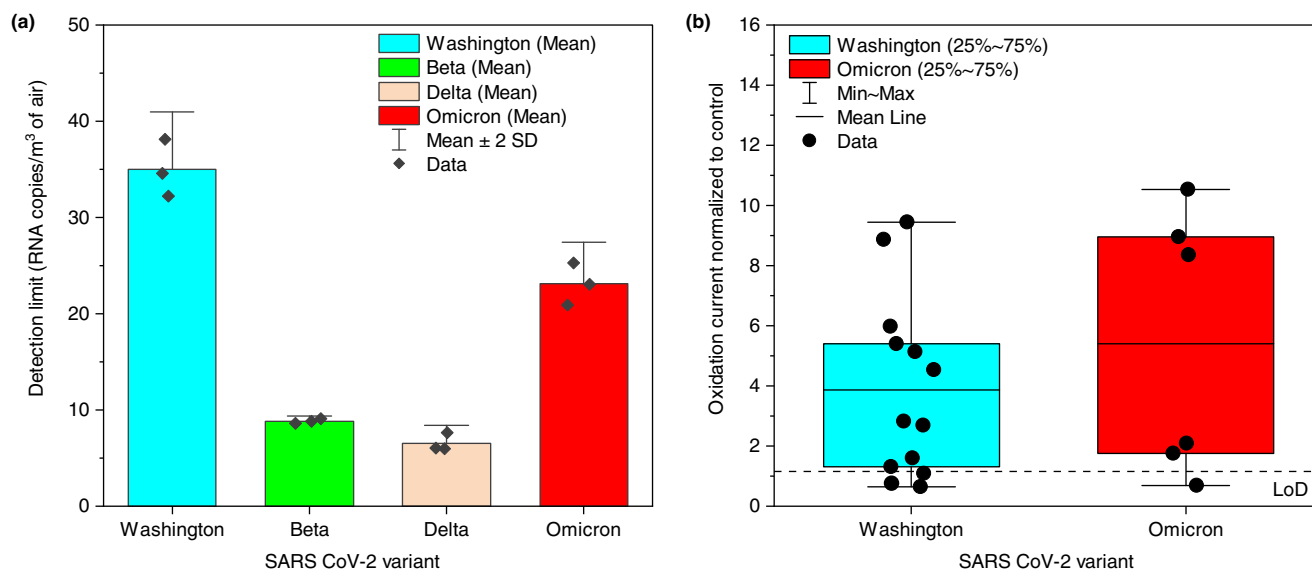 (a)
50
40
30
20
10
0
Detection limit (RNA copies/m³ of air)
Washington (Mean)
Beta (Mean)
Delta (Mean)
Omicron (Mean)
Mean ± 2 SD
Data
Washington
Beta
Delta
Omicron
SARS CoV-2 variant
(b)
16
14
12
10
8
6
4
2
0
Oxidation current normalized to control
Washington (25%~75%)
Omicron (25%~75%)
Min~Max
Mean Line
Data
LoD
Washington
Omicron
SARS CoV-2 variant